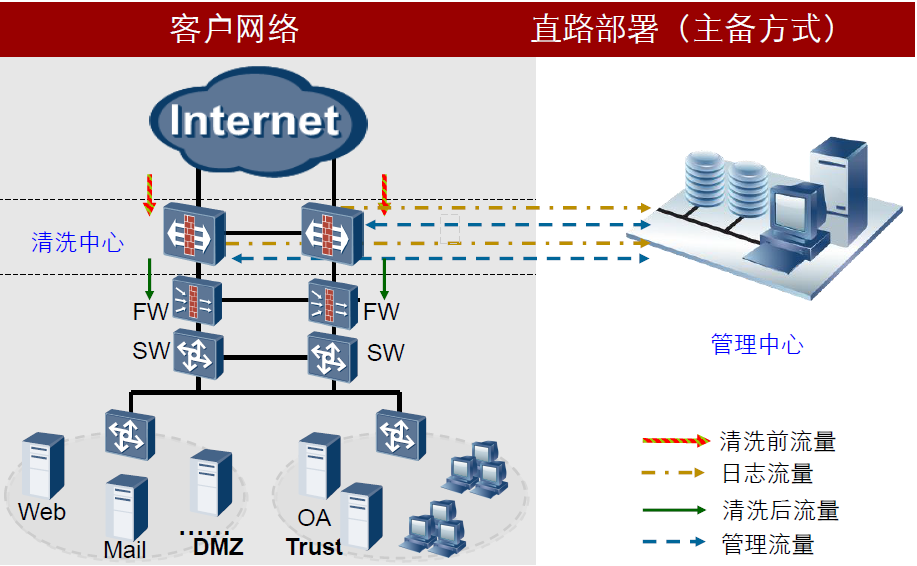 客户网络
直路部署（主备方式）
Internet
清洗中心
FW
FW
SW
SW
管理中心
清洗前流量
日志流量
清洗后流量
管理流量
Web
Mail
......
DMZ
OA
Trust